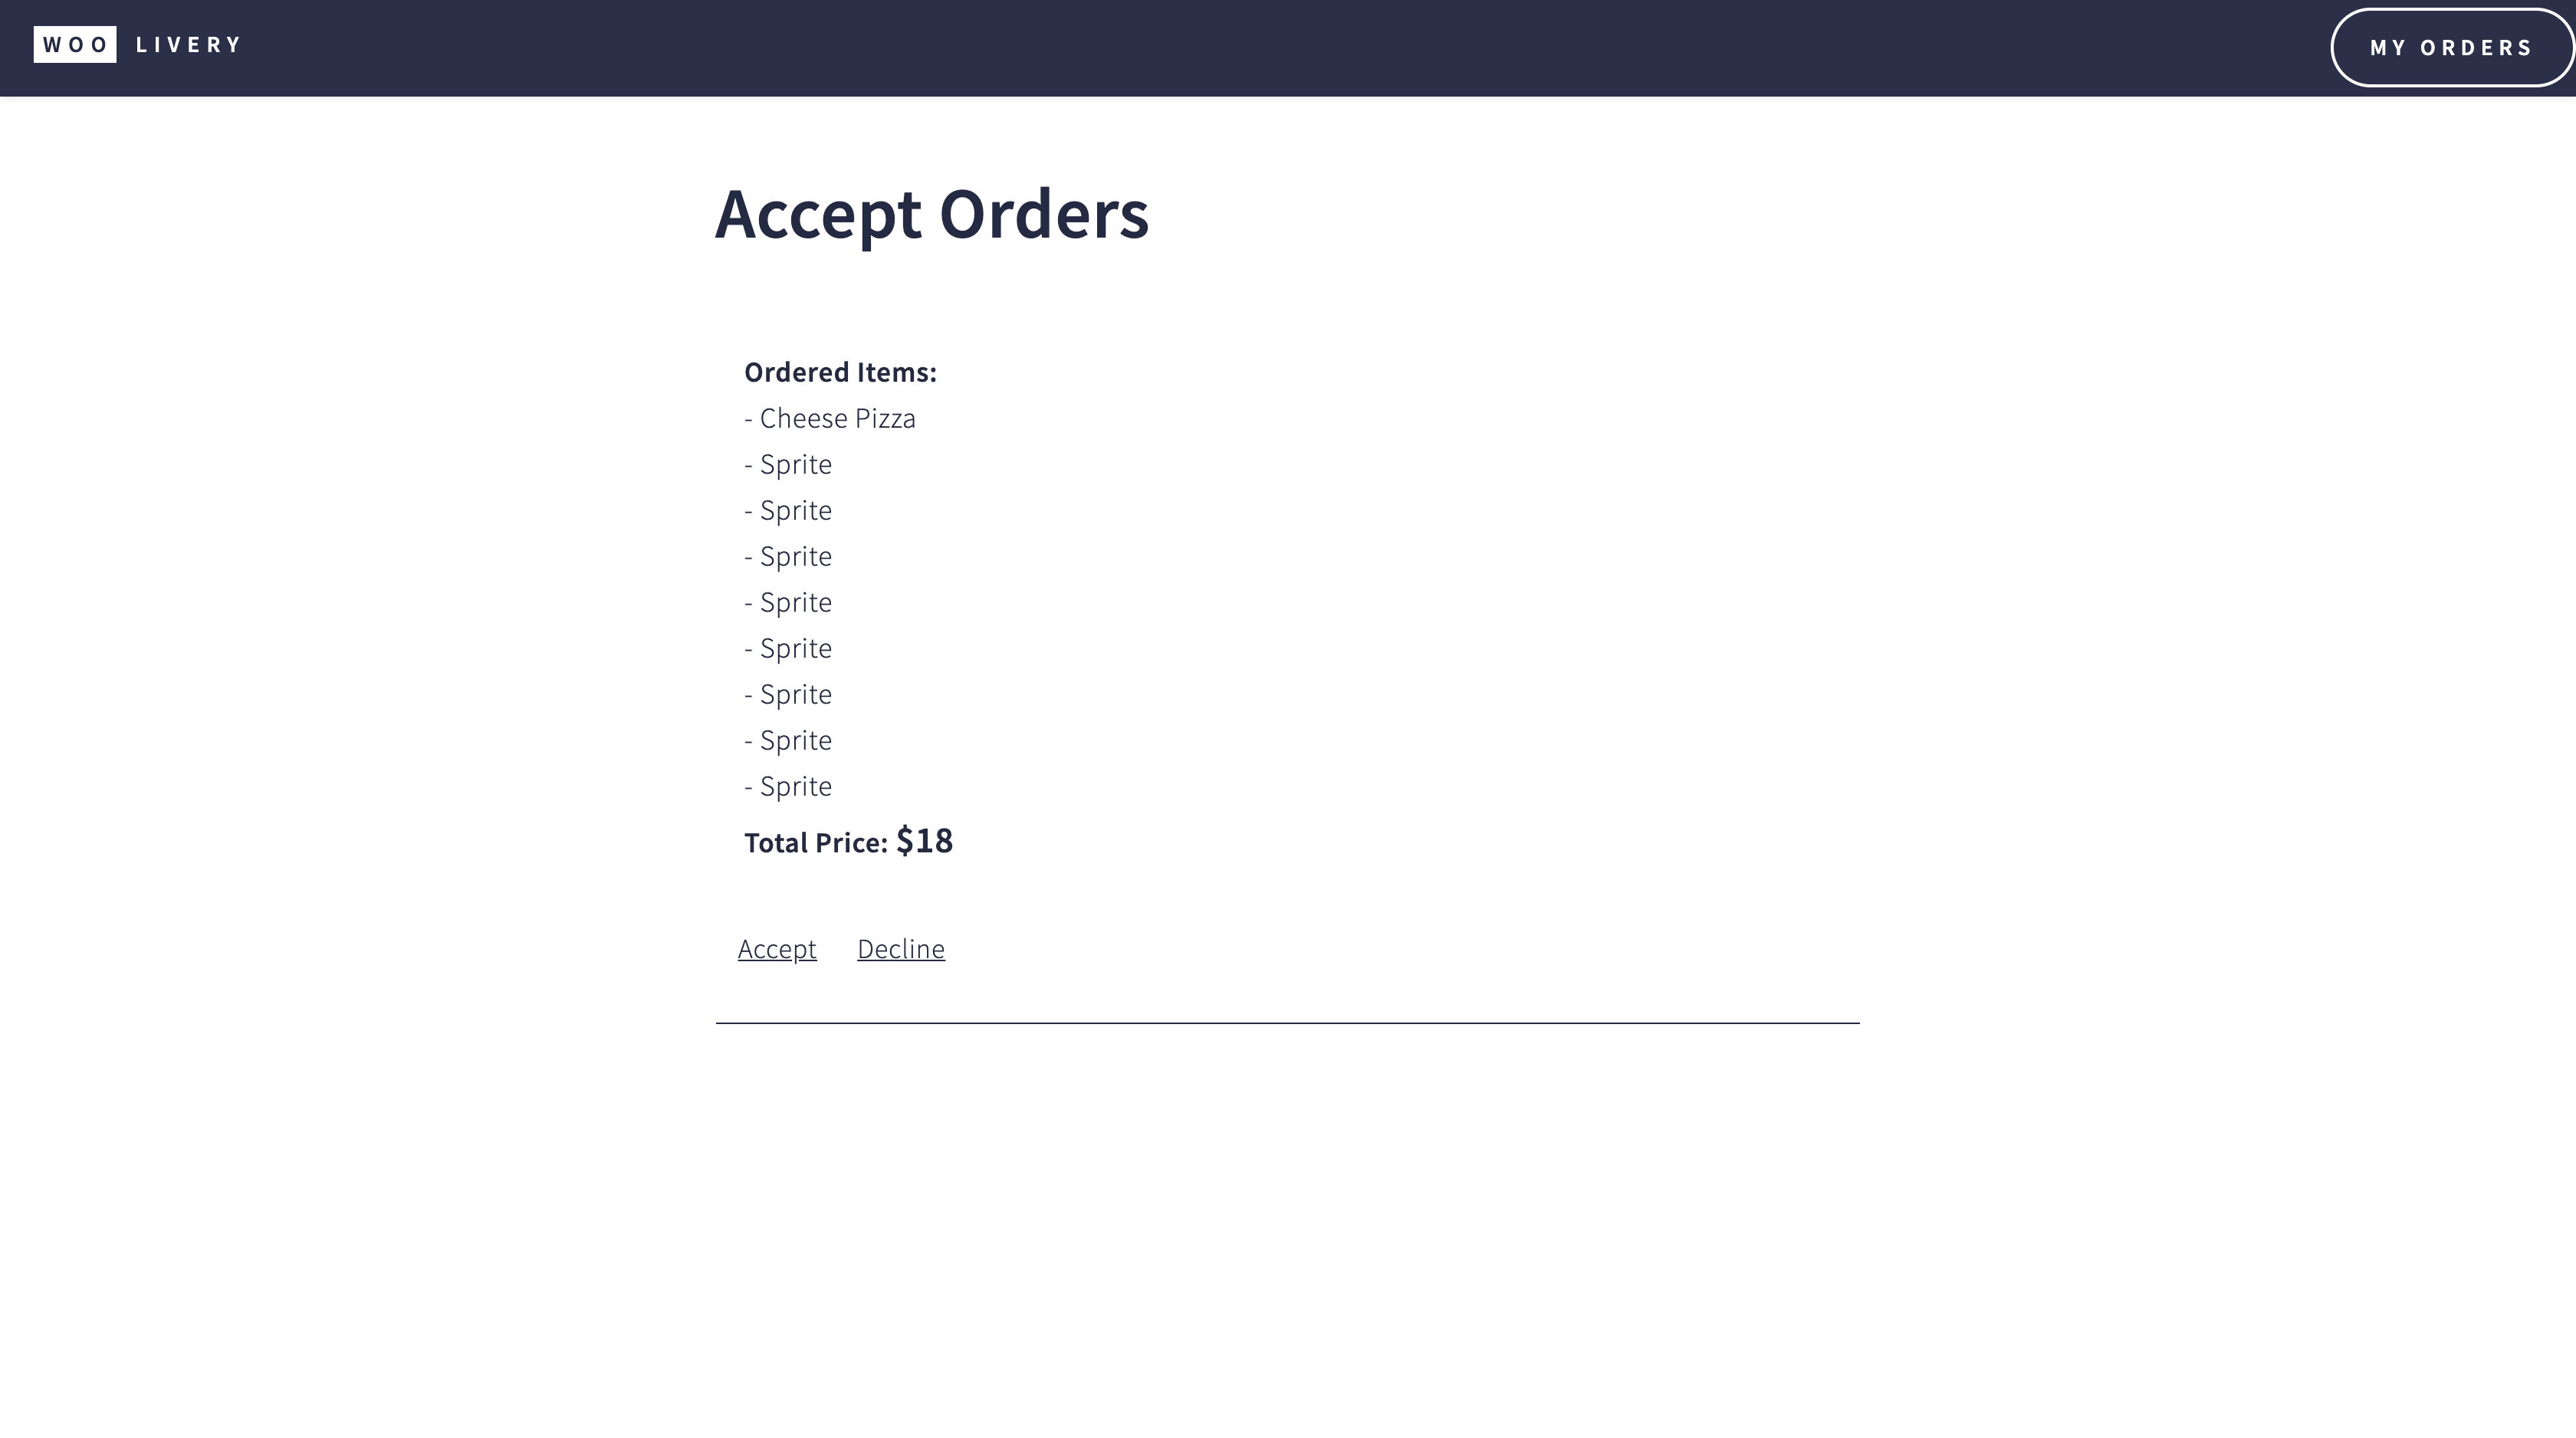 WOO LIVERY
MY ORDERS
Accept Orders
Ordered Items:
- Cheese Pizza
- Sprite
- Sprite
- Sprite
- Sprite
- Sprite
- Sprite
- Sprite
- Sprite
Total Price: $18
Accept Decline